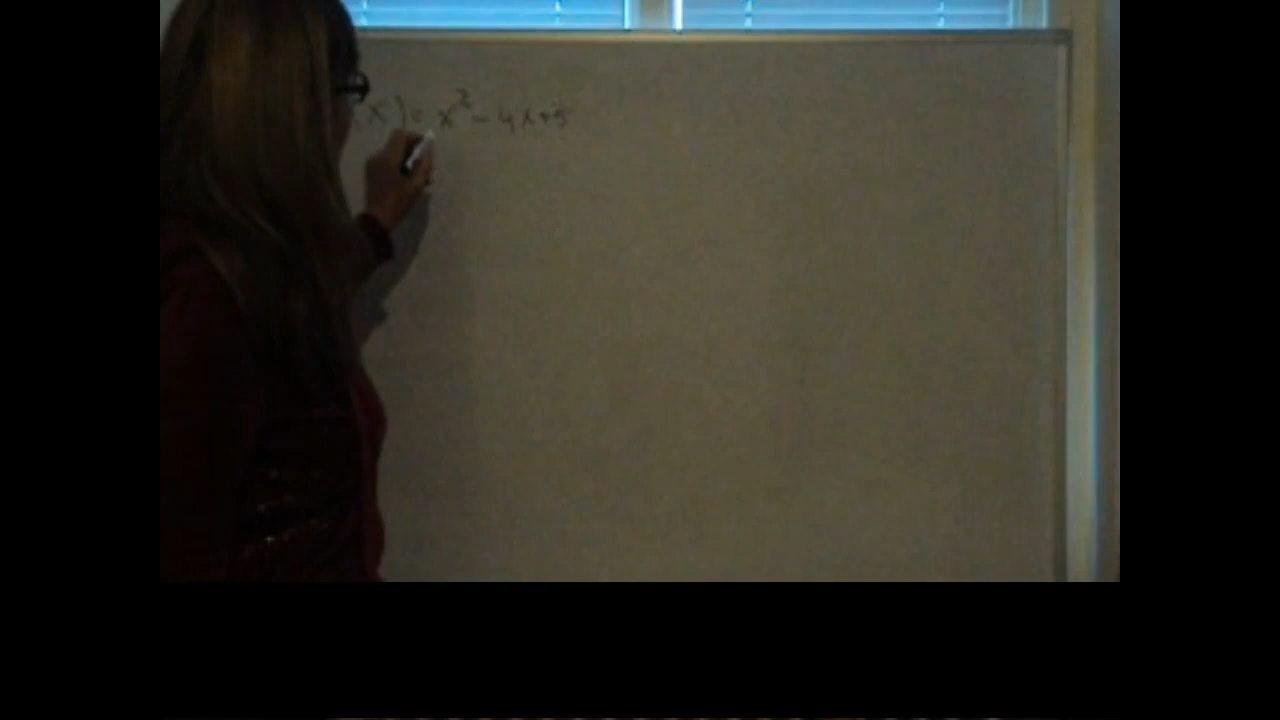 (x) = x² - 4x+5